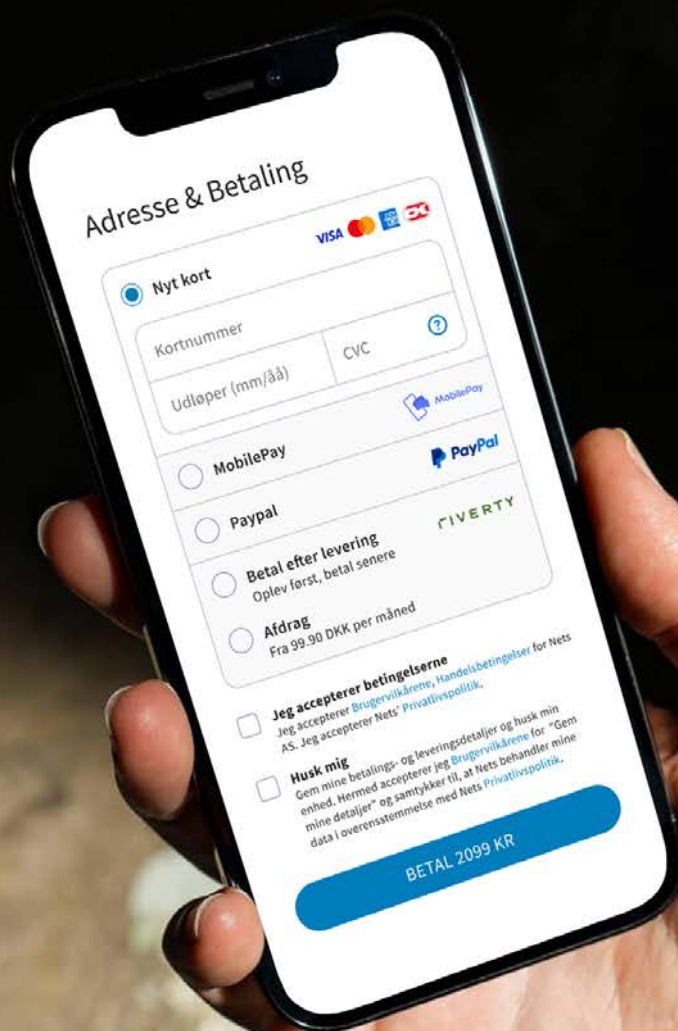 Adresse & Betaling
Nyt kort
VISA
Kortnummer
Udløper (mm/åå)
CVC
?
MobilePay
MobilePay
Paypal
PayPal
Betal efter levering
Oplev først, betal senere
rIVERTY
Afdrag
Fra 99.90 DKK per måned
Jeg accepterer betingelserne
Jeg accepterer Brugervilkårene, Handelsbetingelser for Nets
AS. Jeg accepterer Nets' Privatlivspolitik.
Husk mig
Gem mine betalings- og leveringsdetaljer og husk min
enhed. Hermed accepterer jeg Brugervilkårene for "Gem
mine detaljer" og samtykker til, at Nets behandler mine
data i overensstemmelse med Nets Privatlivspolitik.
BETAL 2099 KR